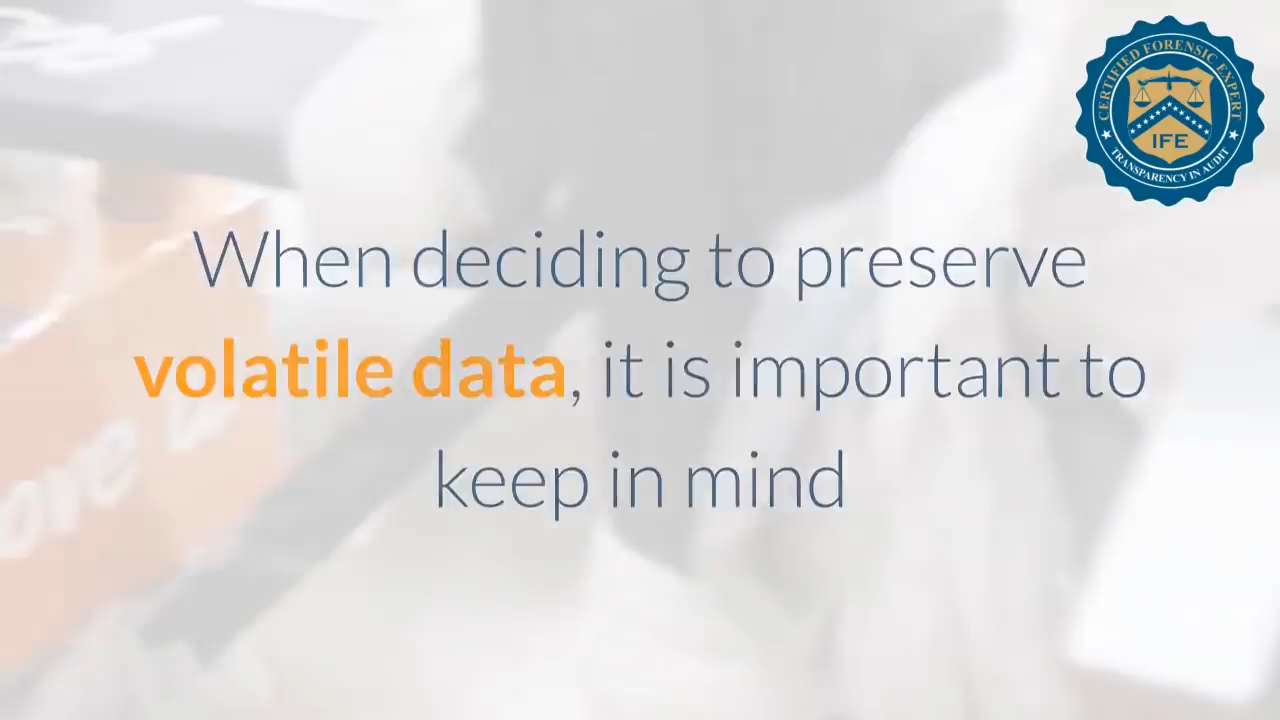 CERTIFIED FORENSIC EXPERT
IFE
TRANSPARENCY IN AUDIT
When deciding to preserve
volatile data, it is important to
keep in mind